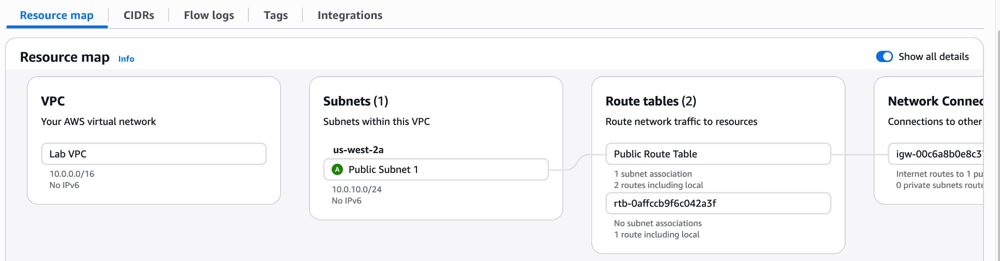 Resource map
CIDRs
Flow logs
Tags
Integrations
Resource map Info
Show all details
VPC
Your AWS virtual network
Lab VPC
10.0.0.0/16
No IPv6
Subnets (1)
Subnets within this VPC
us-west-2a
A Public Subnet 1
10.0.10.0/24
No IPv6
Route tables (2)
Route network traffic to resources
Public Route Table
1 subnet association
2 routes including local
rtb-0affccb9f6c042a3f
No subnet associations
1 route including local
Network Connec
Connections to other
igw-00c6a8b0e8c3
Internet routes to 1 pu
0 private subnets route